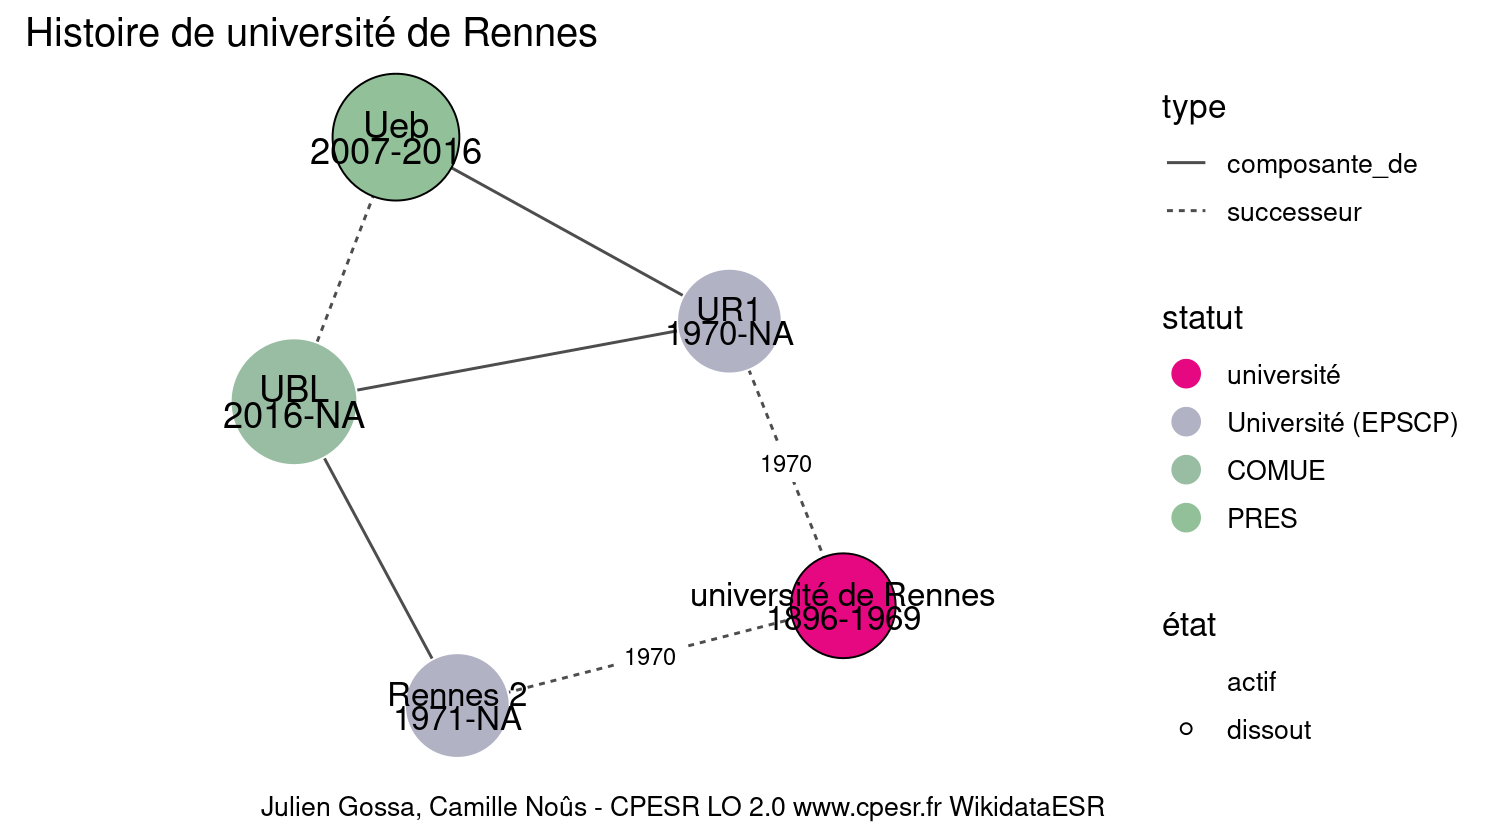 Histoire de université de Rennes
Ueb
2007-2016
UR1
1970-NA
UBL
2016-NA
1970
université de Rennes
1896-1969
1970
Rennes 2
1971-NA
type
composante_de
successeur
statut
université
Université (EPSCP)
COMUE
PRES
état
actif
dissout
Julien Gossa, Camille Noûs - CPESR LO 2.0 www.cpesr.fr WikidataESR